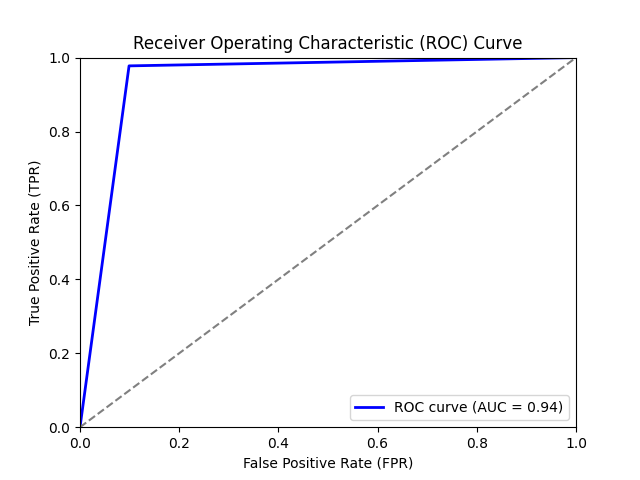 Receiver Operating Characteristic (ROC) Curve
1.0
0.8
0.6
0.4
0.2
0.0
True Positive Rate (TPR)
ROC curve (AUC = 0.94)
0.0 0.2 0.4 0.6 0.8 1.0
False Positive Rate (FPR)